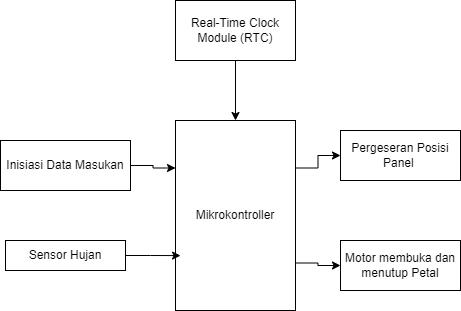 Real-Time Clock
Module (RTC)
Inisiasi Data Masukan
Sensor Hujan
Mikrokontroller
Pergeseran Posisi
Panel
Motor membuka dan
menutup Petal